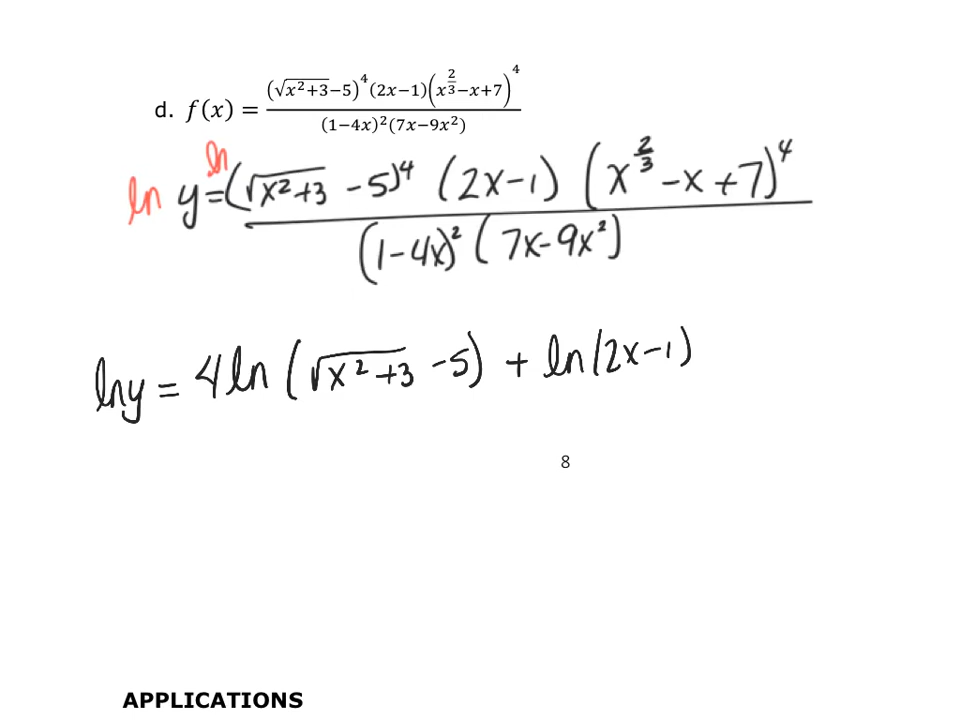 d. f(x) = (√x²+3−5)⁴(2x−1)(x^(2/3)−x+7)⁴ / (1−4x)²(7x−9x²)
ln y = ln (√x²+3 −5)⁴ (2x−1) (x^(2/3) −x +7)⁴ / (1−4x)² (7x−9x²)
ln y = 4 ln (√x²+3 −5) + ln (2x−1)
8
APPLICATIONS